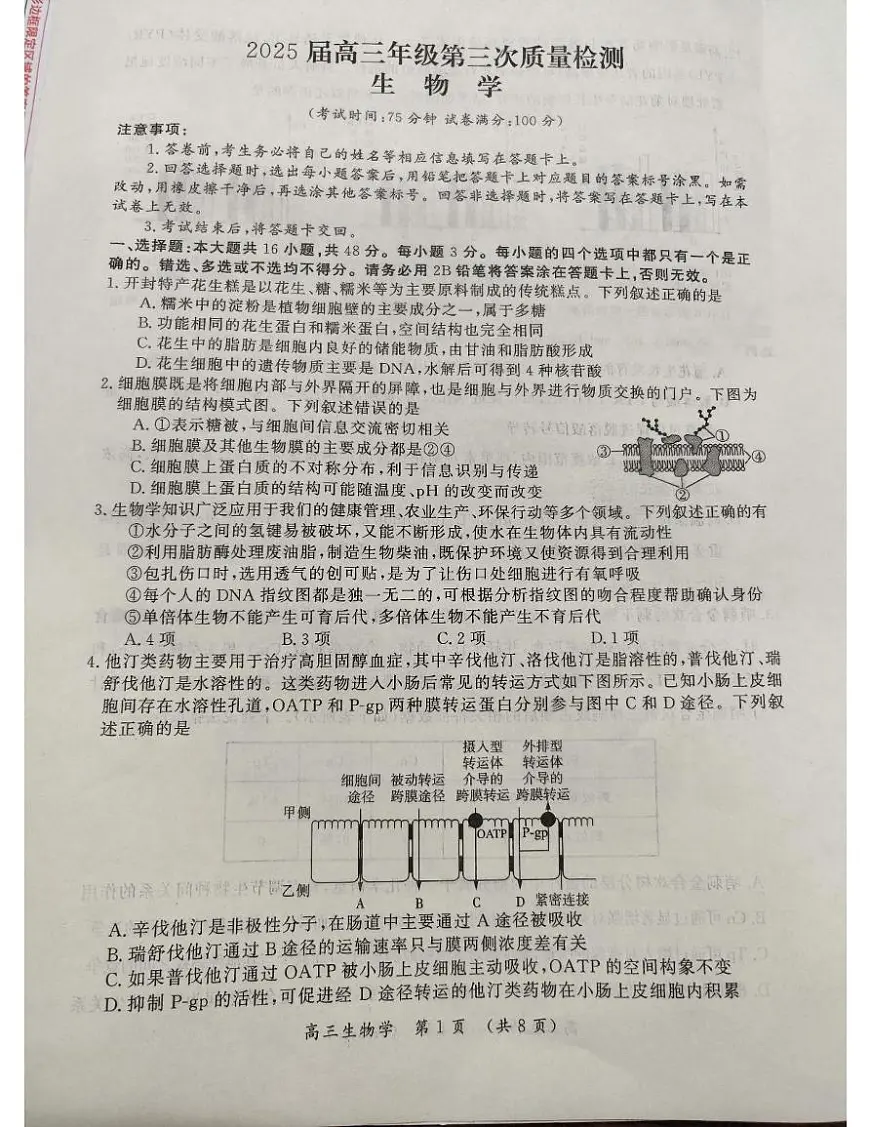 2025届高三年级第三次质量检测
生 物 学
(考试时间:75分钟 试卷满分:100分)
注意事项:
1.答卷前,考生务必将自己的姓名等相应信息填写在答题卡上。
2.回答选择题时,选出每小题答案后,用铅笔把答题卡上对应题目的答案标号涂黑。如需
改动,用橡皮擦干净后,再选涂其他答案标号。回答非选择题时,将答案写在答题卡上,写在本
试卷上无效。
3.考试结束后,将答题卡交回。
一、选择题:本大题共16小题,共48分。每小题3分。每小题的四个选项中都只有一个是正
确的。错选、多选或不选均不得分。请务必用2B铅笔将答案涂在答题卡上,否则无效。
1.开封特产花生糕是以花生、糖、糯米等为主要原料制成的传统糕点。下列叙述正确的是
A.糯米中的淀粉是植物细胞壁的主要成分之一,属于多糖
B.功能相同的花生蛋白和糯米蛋白,空间结构也完全相同
C.花生中的脂肪是细胞内良好的储能物质,由甘油和脂肪酸形成
D.花生细胞中的遗传物质主要是DNA,水解后可得到4种核苷酸
2.细胞膜既是将细胞内部与外界隔开的屏障,也是细胞与外界进行物质交换的门户。下图为
细胞膜的结构模式图。下列叙述错误的是
A.①表示糖被,与细胞间信息交流密切相关
B.细胞膜及其他生物膜的主要成分都是②④
C.细胞膜上蛋白质的不对称分布,利于信息识别与传递
D.细胞膜上蛋白质的结构可能随温度、pH的改变而改变
①
③
④
②
3.生物学知识广泛应用于我们的健康管理、农业生产、环保行动等多个领域。下列叙述正确的有
①水分子之间的氢键易被破坏,又能不断形成,使水在生物体内具有流动性
②利用脂肪酶处理废油脂,制造生物柴油,既保护环境又使资源得到合理利用
③包扎伤口时,选用透气的创可贴,是为了让伤口处细胞进行有氧呼吸
④每个人的DNA指纹图都是独一无二的,可根据分析指纹图的吻合程度帮助确认身份
⑤单倍体生物不能产生可育后代,多倍体生物不能产生不育后代
A.4项 B.3项 C.2项 D.1项
4.他汀类药物主要用于治疗高胆固醇血症,其中辛伐他汀、洛伐他汀是脂溶性的,普伐他汀、瑞
舒伐他汀是水溶性的。这类药物进入小肠后常见的转运方式如下图所示。已知小肠上皮细
胞间存在水溶性孔道,OATP和P-gp两种膜转运蛋白分别参与图中C和D途径。下列叙
述正确的是
摄入型 外排型
转运体 转运体
细胞间 被动转运 介导的 介导的
途径 跨膜途径 跨膜转运 跨膜转运
甲侧
OATP P-gp
乙侧
A B C D 紧密连接
A.辛伐他汀是非极性分子,在肠道中主要通过A途径被吸收
B.瑞舒伐他汀通过B途径的运输速率只与膜两侧浓度差有关
C.如果普伐他汀通过OATP被小肠上皮细胞主动吸收,OATP的空间构象不变
D.抑制P-gp的活性,可促进经D途径转运的他汀类药物在小肠上皮细胞内积累
高三生物学 第1页 (共8页)